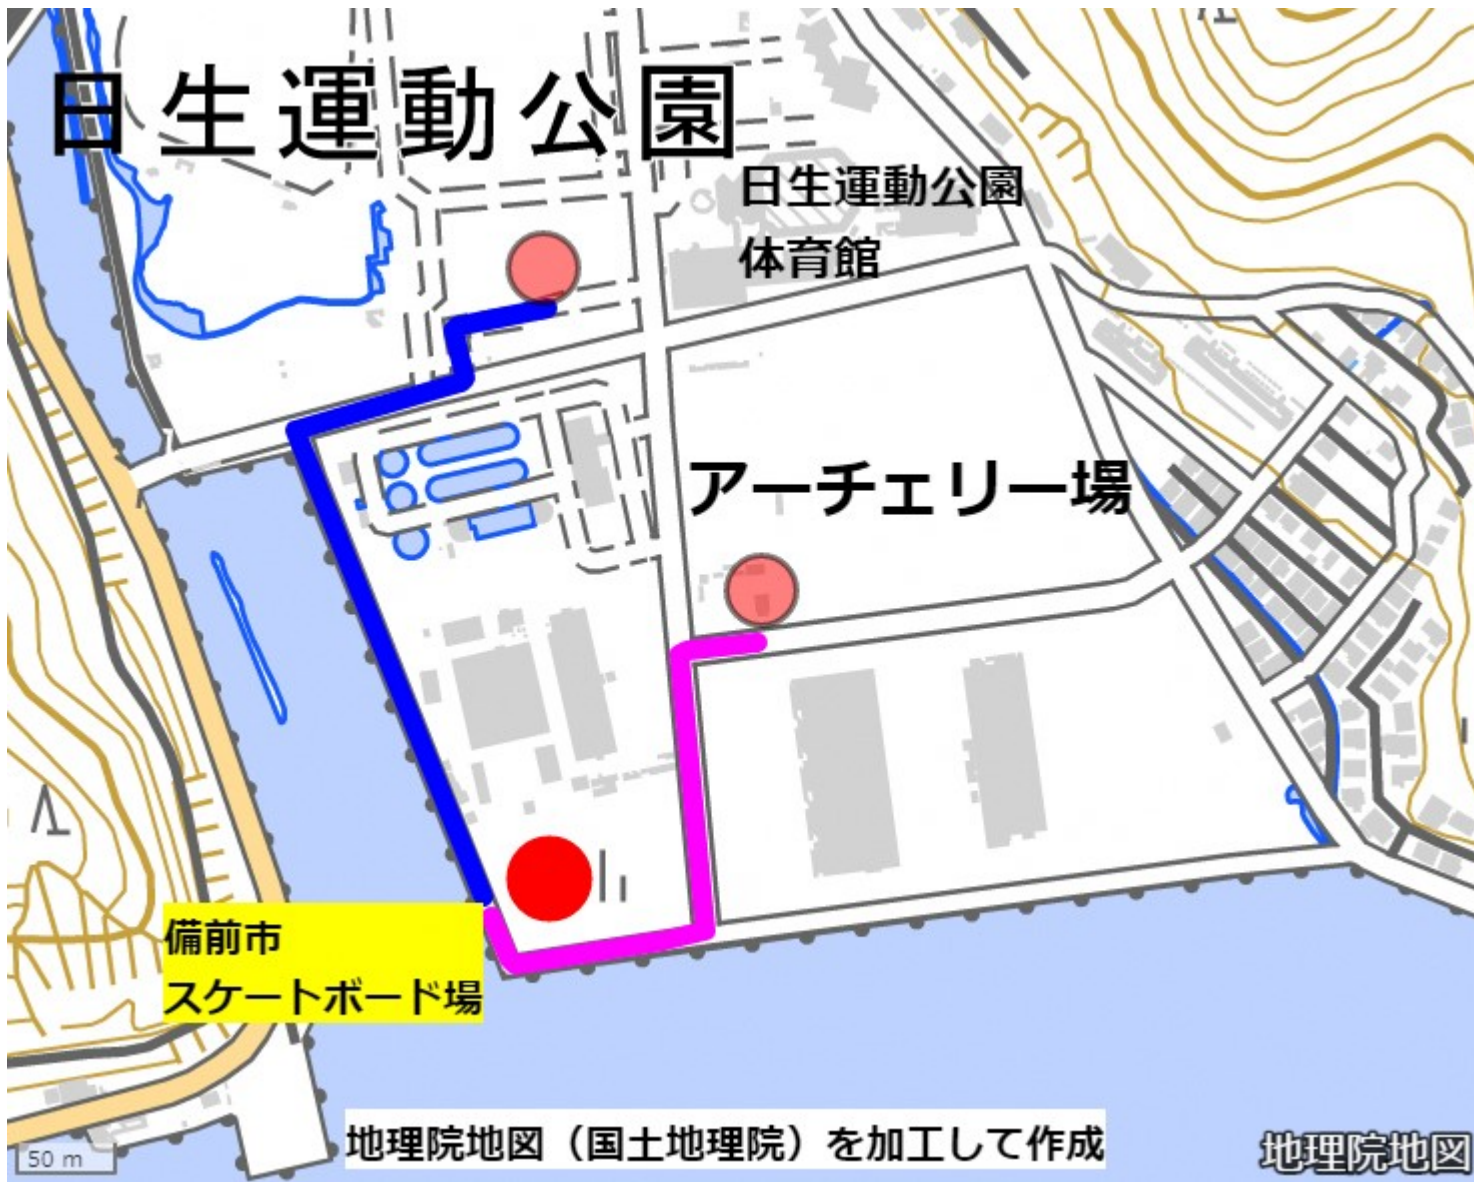 日生運動公園
日生運動公園
体育館
アーチェリー場
備前市
スケートボード場
50 m
地理院地図（国土地理院）を加工して作成
地理院地図